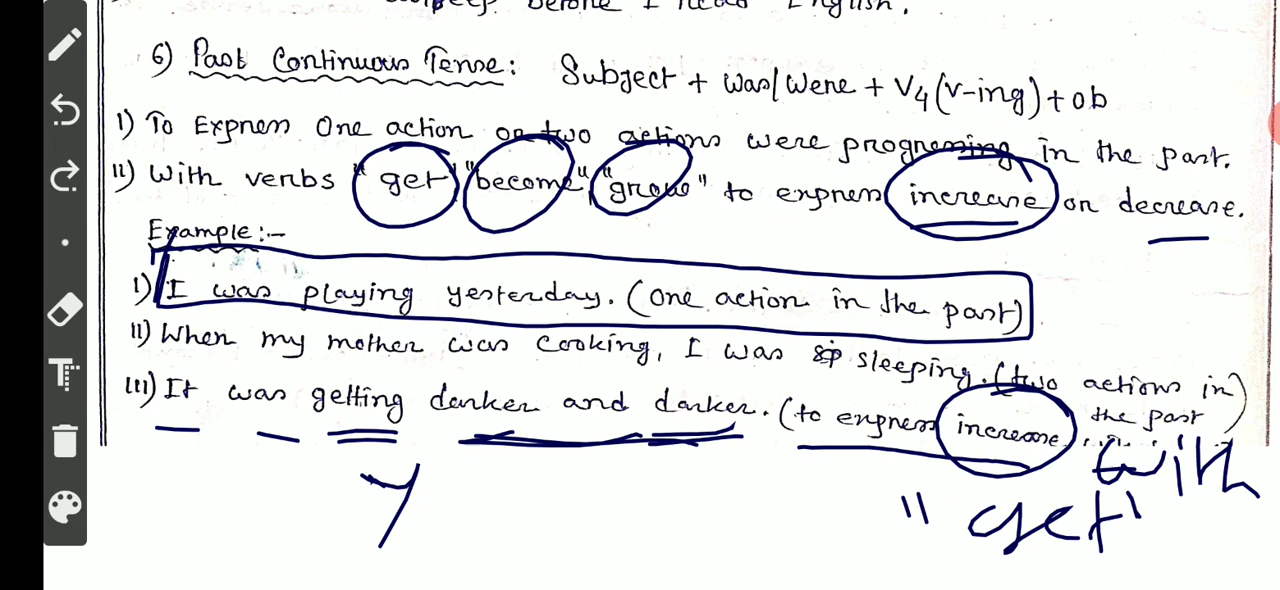 before I read English.
6) Past Continuous Tense: Subject + was/were + V4 (v-ing) + ob
I) To Express One action or two actions were progressing in the past.
II) With verbs "get" "become", "grow" to express increase or decrease.
Example:-
I) I was playing yesterday. (One action in the past)
II) When my mother was cooking, I was sleeping. (two actions in the past)
III) It was getting darker and darker. (to express increase
with
"get"